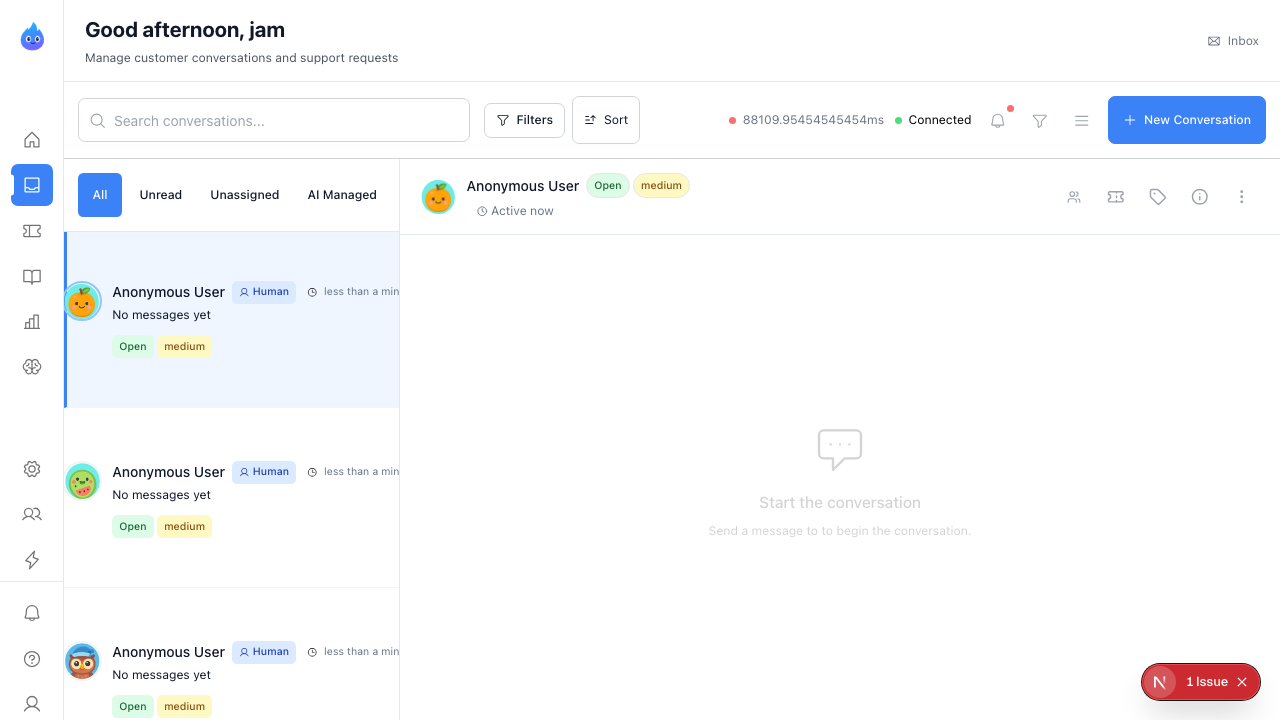 Good afternoon, jam
Manage customer conversations and support requests
Inbox
Search conversations...
Filters
Sort
88109.95454545454ms
Connected
New Conversation
All
Unread
Unassigned
AI Managed
Anonymous User
Open
medium
Active now
Anonymous User
Human
less than a min
No messages yet
Open
medium
Anonymous User
Human
less than a min
No messages yet
Open
medium
Anonymous User
Human
less than a min
No messages yet
Open
medium
Start the conversation
Send a message to to begin the conversation.
N
1 Issue